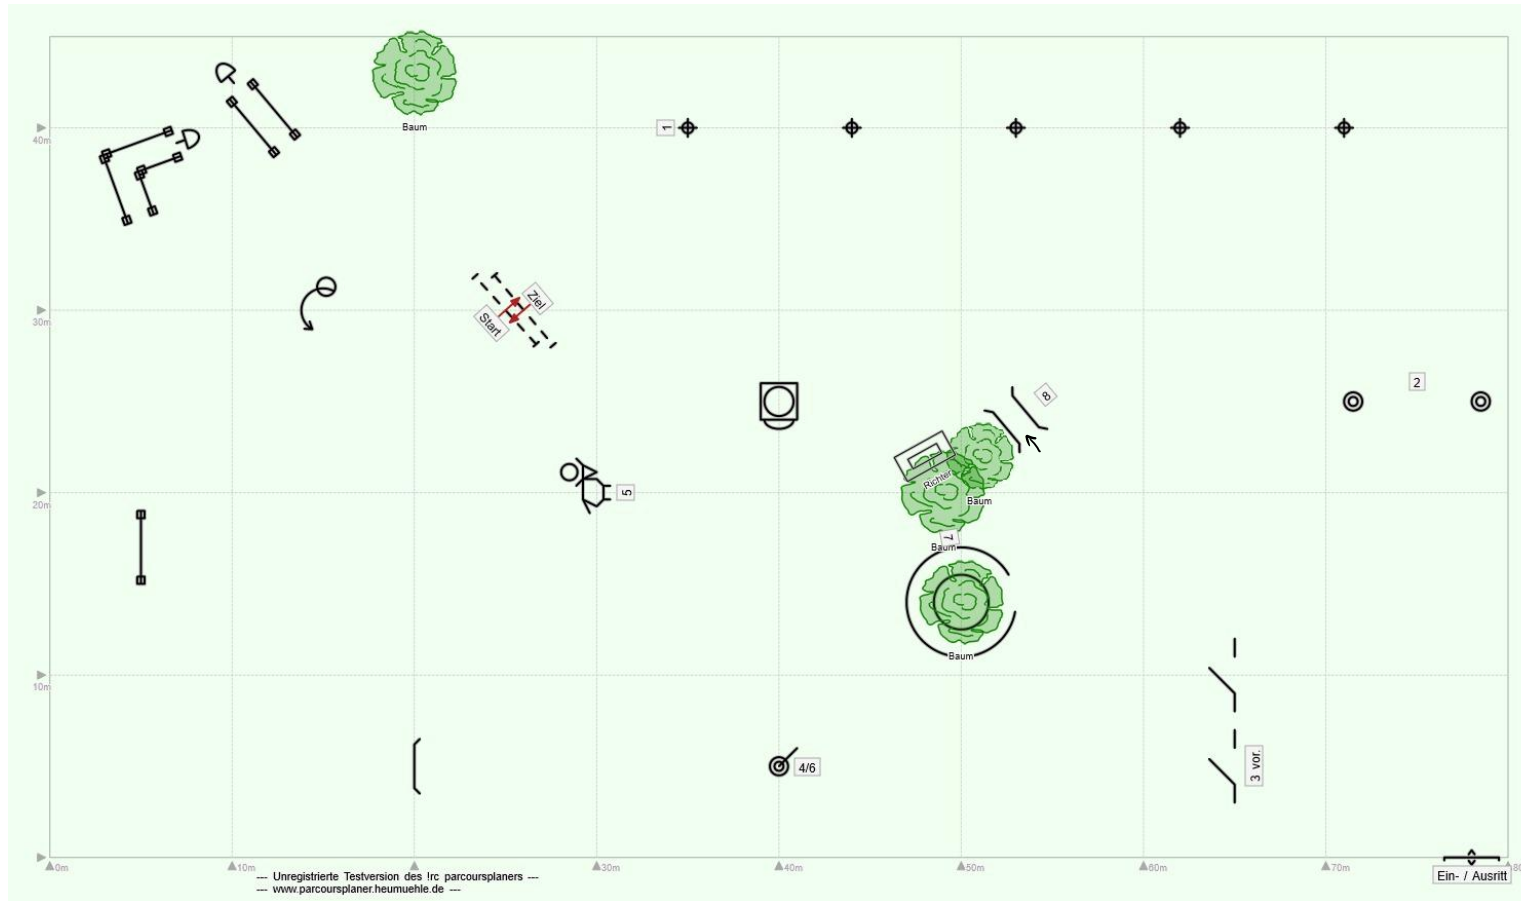 Baum
1
40m
Ziel
Start
30m
2
8
Richter
5
Baum
20m
7
Baum
Baum
10m
3 vor.
4/6
0m
10m
30m
40m
50m
60m
70m
80
Ein- / Ausritt
--- Unregistrierte Testversion des !rc parcoursplaners ---
--- www.parcoursplaner.heumuehle.de ---